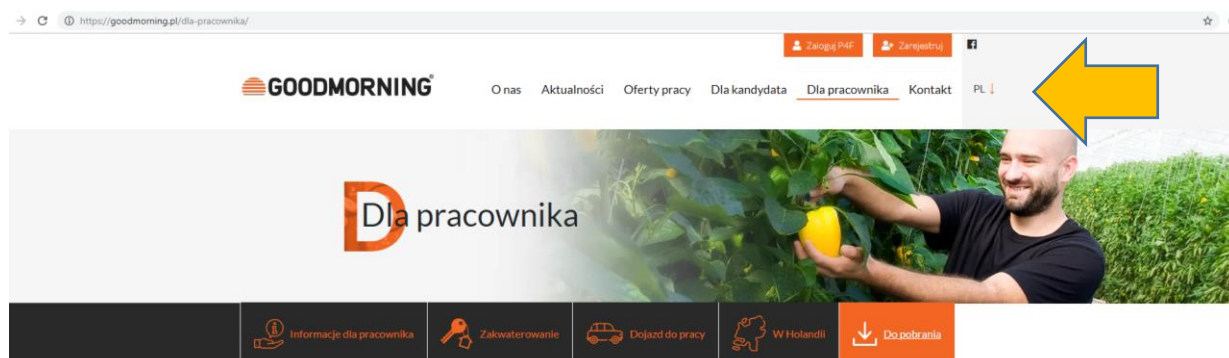 https://goodmorning.pl/dla-pracownika/
Zaloguj P4F Zarejestruj
GOODMORNING®
O nas Aktualności Oferty pracy Dla kandydata Dla pracownika Kontakt PL
Dla pracownika
Informacje dla pracownika Zakwaterowanie Dojazd do pracy W Holandii Do pobrania